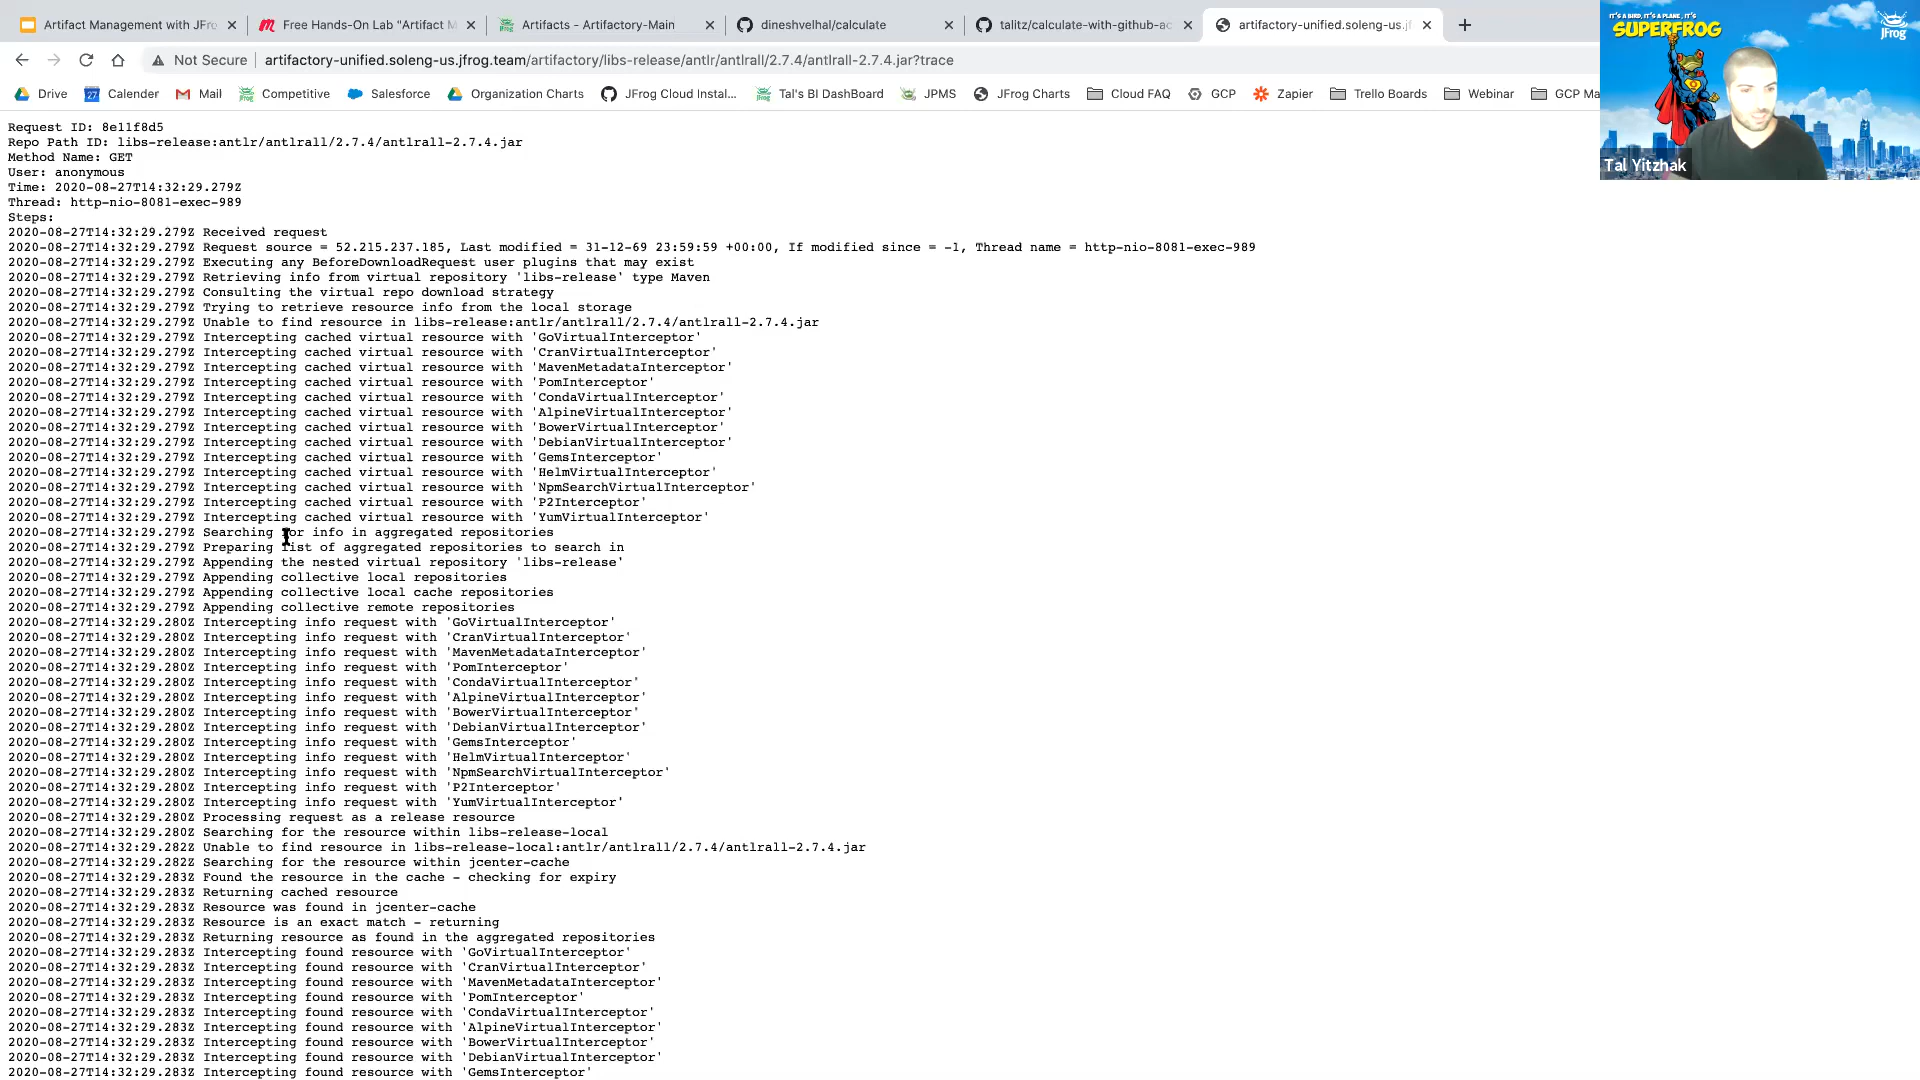 Artifact Management with JFro
Free Hands-On Lab "Artifact M
Artifacts - Artifactory-Main
dineshvelhal/calculate
talitz/calculate-with-github-ac
artifactory-unified.soleng-us.jf
Not Secure
artifactory-unified.soleng-us.jfrog.team/artifactory/libs-release/antlr/antlrall/2.7.4/antlrall-2.7.4.jar?trace
Drive
27
Calender
Mail
Competitive
Salesforce
Organization Charts
JFrog Cloud Instal...
Tal's BI DashBoard
JPMS
JFrog Charts
Cloud FAQ
GCP
Zapier
Trello Boards
Webinar
GCP Ma
IT'S A BIRD, IT'S A PLANE, IT'S
SUPERFROG
JFrog
Tal Yitzhak
Request ID: 8e11f8d5
Repo Path ID: libs-release:antlr/antlrall/2.7.4/antlrall-2.7.4.jar
Method Name: GET
User: anonymous
Time: 2020-08-27T14:32:29.279Z
Thread: http-nio-8081-exec-989
Steps:
2020-08-27T14:32:29.279Z Received request
2020-08-27T14:32:29.279Z Request source = 52.215.237.185, Last modified = 31-12-69 23:59:59 +00:00, If modified since = -1, Thread name = http-nio-8081-exec-989
2020-08-27T14:32:29.279Z Executing any BeforeDownloadRequest user plugins that may exist
2020-08-27T14:32:29.279Z Retrieving info from virtual repository 'libs-release' type Maven
2020-08-27T14:32:29.279Z Consulting the virtual repo download strategy
2020-08-27T14:32:29.279Z Trying to retrieve resource info from the local storage
2020-08-27T14:32:29.279Z Unable to find resource in libs-release:antlr/antlrall/2.7.4/antlrall-2.7.4.jar
2020-08-27T14:32:29.279Z Intercepting cached virtual resource with 'GoVirtualInterceptor'
2020-08-27T14:32:29.279Z Intercepting cached virtual resource with 'CranVirtualInterceptor'
2020-08-27T14:32:29.279Z Intercepting cached virtual resource with 'MavenMetadataInterceptor'
2020-08-27T14:32:29.279Z Intercepting cached virtual resource with 'PomInterceptor'
2020-08-27T14:32:29.279Z Intercepting cached virtual resource with 'CondaVirtualInterceptor'
2020-08-27T14:32:29.279Z Intercepting cached virtual resource with 'AlpineVirtualInterceptor'
2020-08-27T14:32:29.279Z Intercepting cached virtual resource with 'BowerVirtualInterceptor'
2020-08-27T14:32:29.279Z Intercepting cached virtual resource with 'DebianVirtualInterceptor'
2020-08-27T14:32:29.279Z Intercepting cached virtual resource with 'GemsInterceptor'
2020-08-27T14:32:29.279Z Intercepting cached virtual resource with 'HelmVirtualInterceptor'
2020-08-27T14:32:29.279Z Intercepting cached virtual resource with 'NpmSearchVirtualInterceptor'
2020-08-27T14:32:29.279Z Intercepting cached virtual resource with 'P2Interceptor'
2020-08-27T14:32:29.279Z Intercepting cached virtual resource with 'YumVirtualInterceptor'
2020-08-27T14:32:29.279Z Searching for info in aggregated repositories
2020-08-27T14:32:29.279Z Preparing list of aggregated repositories to search in
2020-08-27T14:32:29.279Z Appending the nested virtual repository 'libs-release'
2020-08-27T14:32:29.279Z Appending collective local repositories
2020-08-27T14:32:29.279Z Appending collective local cache repositories
2020-08-27T14:32:29.279Z Appending collective remote repositories
2020-08-27T14:32:29.280Z Intercepting info request with 'GoVirtualInterceptor'
2020-08-27T14:32:29.280Z Intercepting info request with 'CranVirtualInterceptor'
2020-08-27T14:32:29.280Z Intercepting info request with 'MavenMetadataInterceptor'
2020-08-27T14:32:29.280Z Intercepting info request with 'PomInterceptor'
2020-08-27T14:32:29.280Z Intercepting info request with 'CondaVirtualInterceptor'
2020-08-27T14:32:29.280Z Intercepting info request with 'AlpineVirtualInterceptor'
2020-08-27T14:32:29.280Z Intercepting info request with 'BowerVirtualInterceptor'
2020-08-27T14:32:29.280Z Intercepting info request with 'DebianVirtualInterceptor'
2020-08-27T14:32:29.280Z Intercepting info request with 'GemsInterceptor'
2020-08-27T14:32:29.280Z Intercepting info request with 'HelmVirtualInterceptor'
2020-08-27T14:32:29.280Z Intercepting info request with 'NpmSearchVirtualInterceptor'
2020-08-27T14:32:29.280Z Intercepting info request with 'P2Interceptor'
2020-08-27T14:32:29.280Z Intercepting info request with 'YumVirtualInterceptor'
2020-08-27T14:32:29.280Z Processing request as a release resource
2020-08-27T14:32:29.280Z Searching for the resource within libs-release-local
2020-08-27T14:32:29.282Z Unable to find resource in libs-release-local:antlr/antlrall/2.7.4/antlrall-2.7.4.jar
2020-08-27T14:32:29.282Z Searching for the resource within jcenter-cache
2020-08-27T14:32:29.283Z Found the resource in the cache - checking for expiry
2020-08-27T14:32:29.283Z Returning cached resource
2020-08-27T14:32:29.283Z Resource was found in jcenter-cache
2020-08-27T14:32:29.283Z Resource is an exact match - returning
2020-08-27T14:32:29.283Z Returning resource as found in the aggregated repositories
2020-08-27T14:32:29.283Z Intercepting found resource with 'GoVirtualInterceptor'
2020-08-27T14:32:29.283Z Intercepting found resource with 'CranVirtualInterceptor'
2020-08-27T14:32:29.283Z Intercepting found resource with 'MavenMetadataInterceptor'
2020-08-27T14:32:29.283Z Intercepting found resource with 'PomInterceptor'
2020-08-27T14:32:29.283Z Intercepting found resource with 'CondaVirtualInterceptor'
2020-08-27T14:32:29.283Z Intercepting found resource with 'AlpineVirtualInterceptor'
2020-08-27T14:32:29.283Z Intercepting found resource with 'BowerVirtualInterceptor'
2020-08-27T14:32:29.283Z Intercepting found resource with 'DebianVirtualInterceptor'
2020-08-27T14:32:29.283Z Intercepting found resource with 'GemsInterceptor'